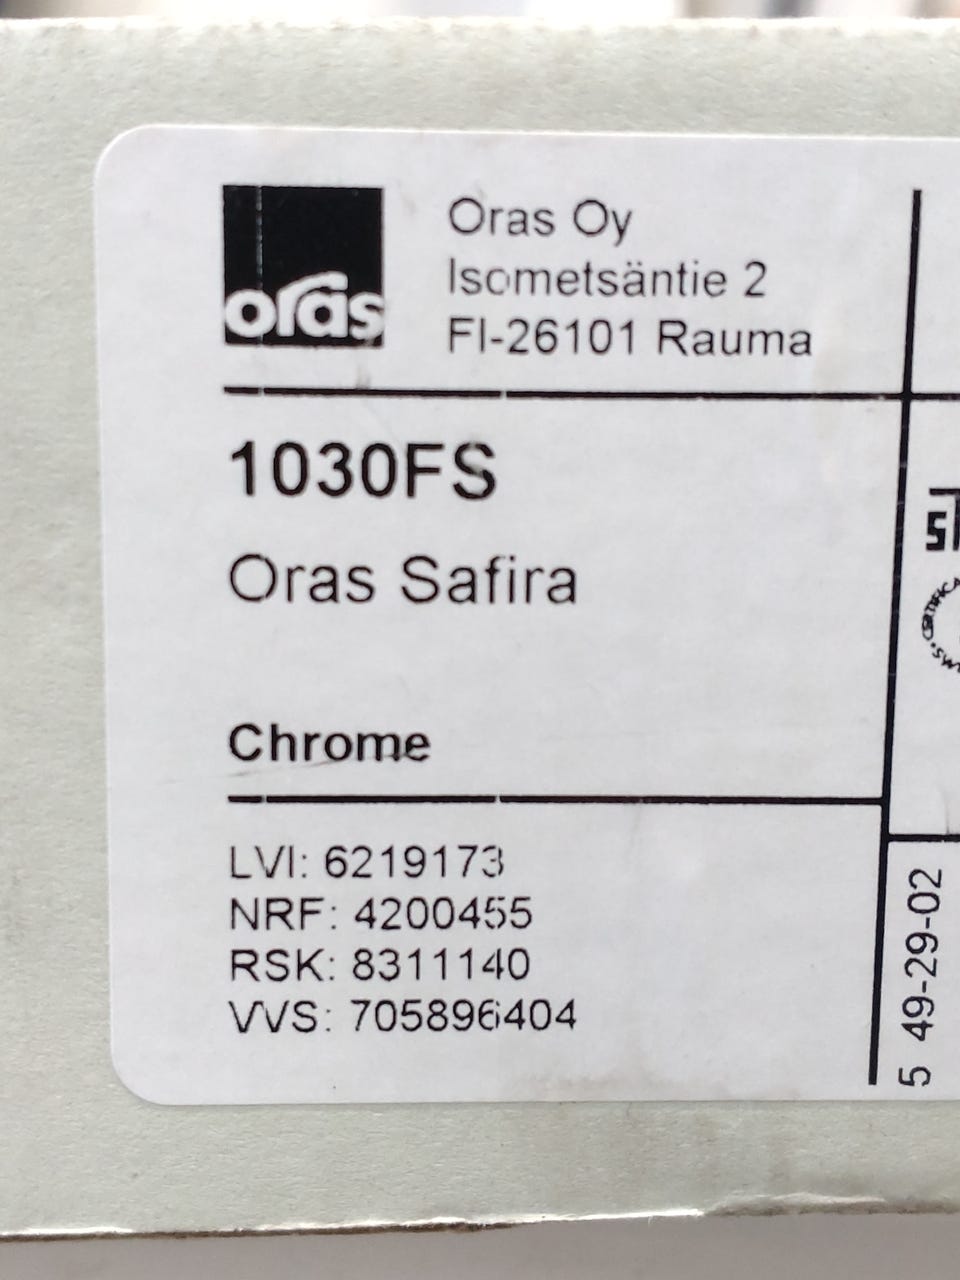 oras
Oras Oy
Isometsäntie 2
FI-26101 Rauma
1030FS
Oras Safira
Chrome
LVI: 6219173
NRF: 4200455
RSK: 8311140
VVS: 705896404
5 49-29-02